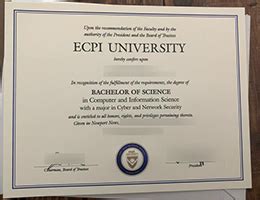 Upon the recommendation of the Faculty and by the
authority of the President and the Board of Trustees
ECPI UNIVERSITY
hereby confers upon
In recognition of the fulfillment of the requirements, the degree of
BACHELOR OF SCIENCE
in Computer and Information Science
with a major in Cyber and Network Security
and is entitled to all honors, rights, and privileges pertaining thereto.
Given in Newport News,
Chairman, Board of Trustees
President